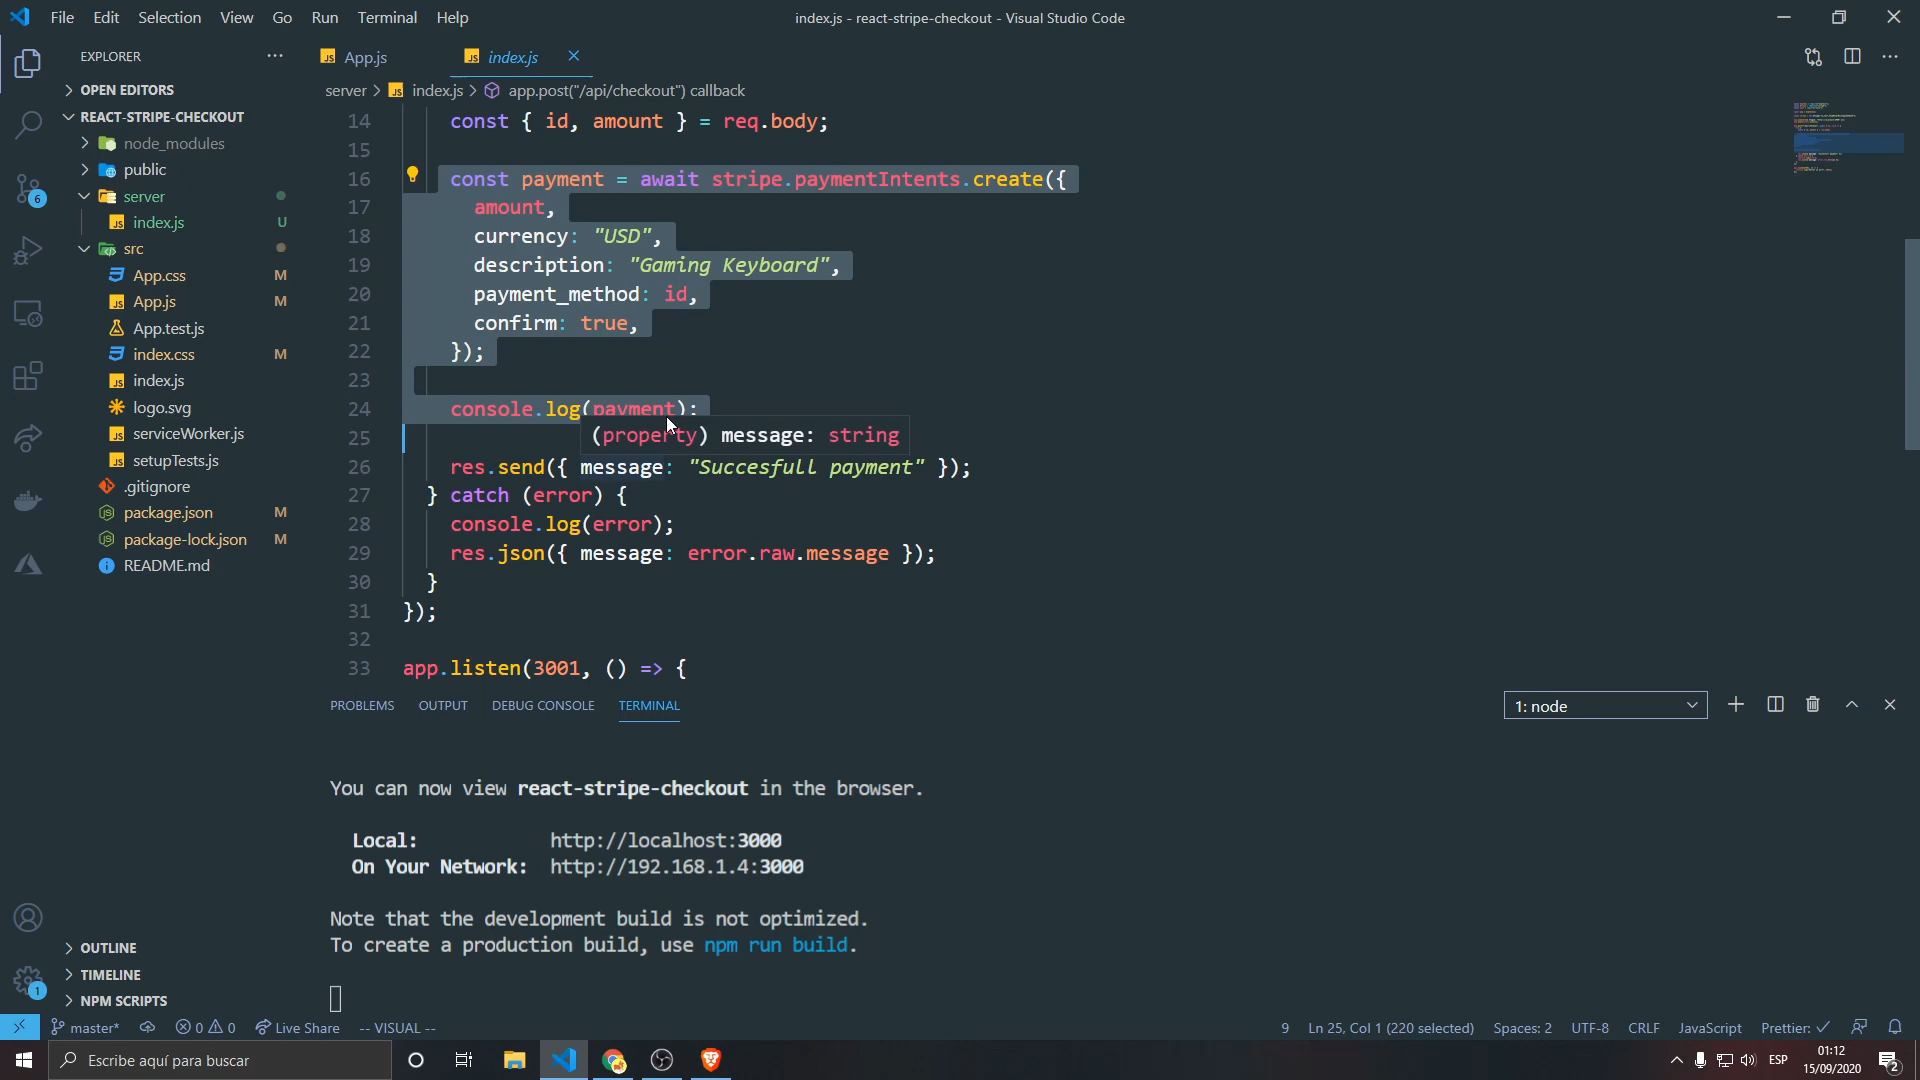 File Edit Selection View Go Run Terminal Help
index.js - react-stripe-checkout - Visual Studio Code
EXPLORER
App.js
index.js
OPEN EDITORS
server > index.js > app.post("/api/checkout") callback
REACT-STRIPE-CHECKOUT
node_modules
public
server
index.js U
src
App.css M
App.js M
App.test.js
index.css M
index.js
logo.svg
serviceWorker.js
setupTests.js
.gitignore
package.json M
package-lock.json M
README.md
OUTLINE
TIMELINE
NPM SCRIPTS
6
1
14 const { id, amount } = req.body;
15
16 const payment = await stripe.paymentIntents.create({
17 amount,
18 currency: "USD",
19 description: "Gaming Keyboard",
20 payment_method: id,
21 confirm: true,
22 });
23
24 console.log(payment);
(property) message: string
25
26 res.send({ message: "Succesfull payment" });
27 } catch (error) {
28 console.log(error);
29 res.json({ message: error.raw.message });
30 }
31 });
32
33 app.listen(3001, () => {
PROBLEMS OUTPUT DEBUG CONSOLE TERMINAL
1: node
You can now view react-stripe-checkout in the browser.
Local: http://localhost:3000
On Your Network: http://192.168.1.4:3000
Note that the development build is not optimized.
To create a production build, use npm run build.
master* 0 0 Live Share -- VISUAL --
9 Ln 25, Col 1 (220 selected) Spaces: 2 UTF-8 CRLF JavaScript Prettier: ✓
Escribe aquí para buscar
ESP
01:12
15/09/2020
2